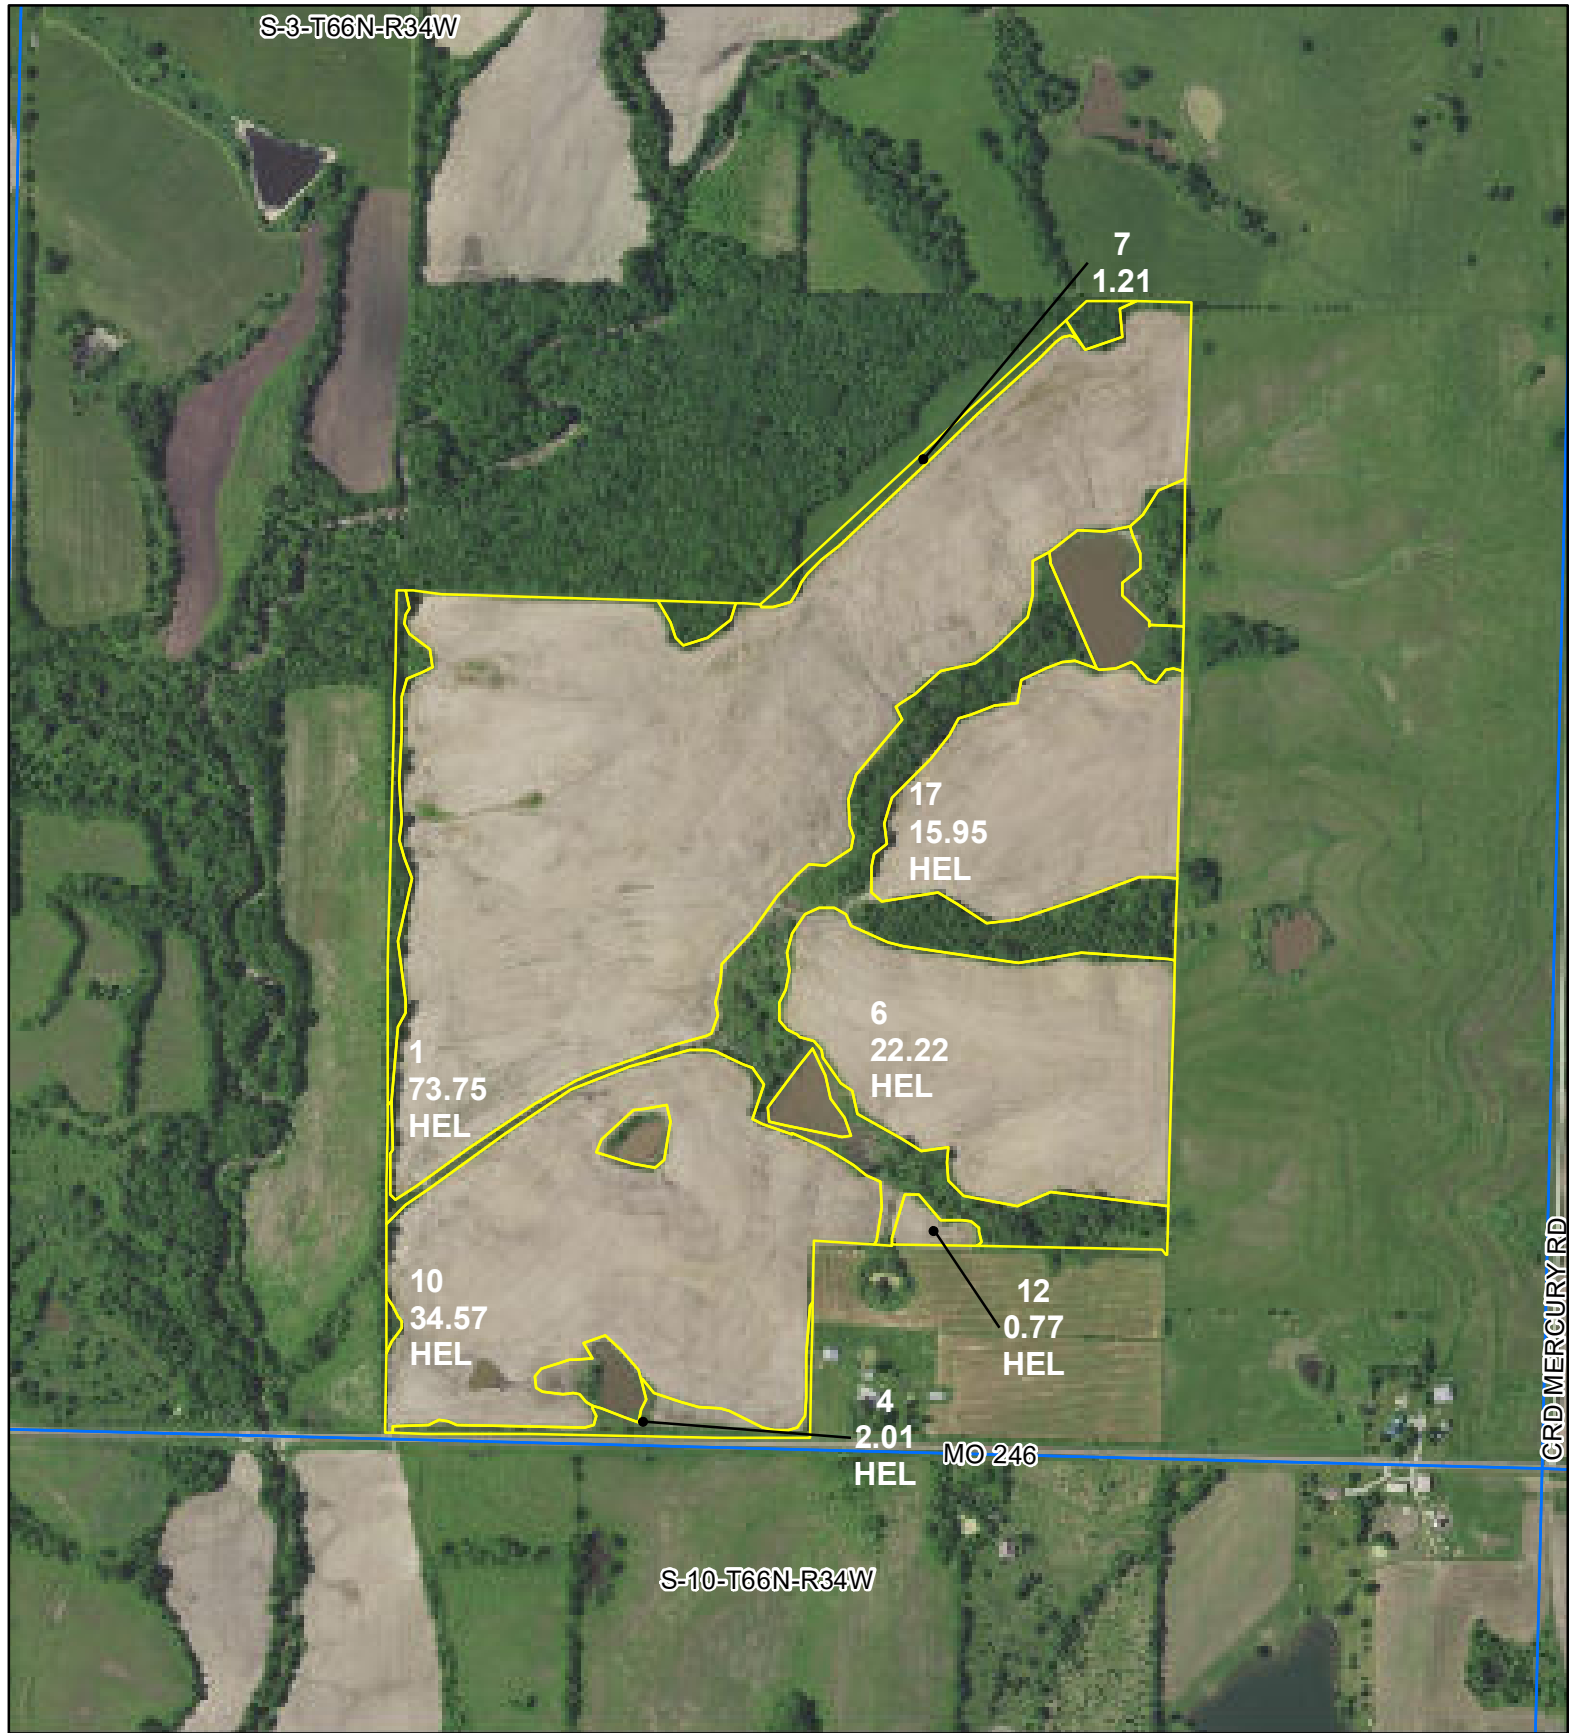 S-3-T66N-R34W
7
1.21
17
15.95
HEL
6
22.22
HEL
1
73.75
HEL
10
34.57
HEL
12
0.77
HEL
4
2.01
HEL
MO 246
CRD MERCURY RD
S-10-T66N-R34W